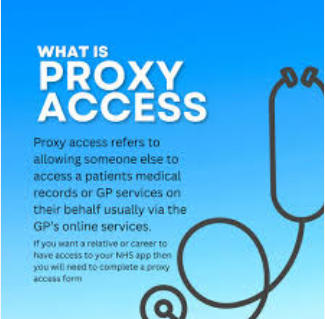 WHAT IS
PROXY
ACCESS
Proxy access refers to
allowing someone else to
access a patients medical
records or GP services on
their behalf usually via the
GP's online services.
If you want a relative or career to
have access to your NHS app then
you will need to complete a proxy
access form